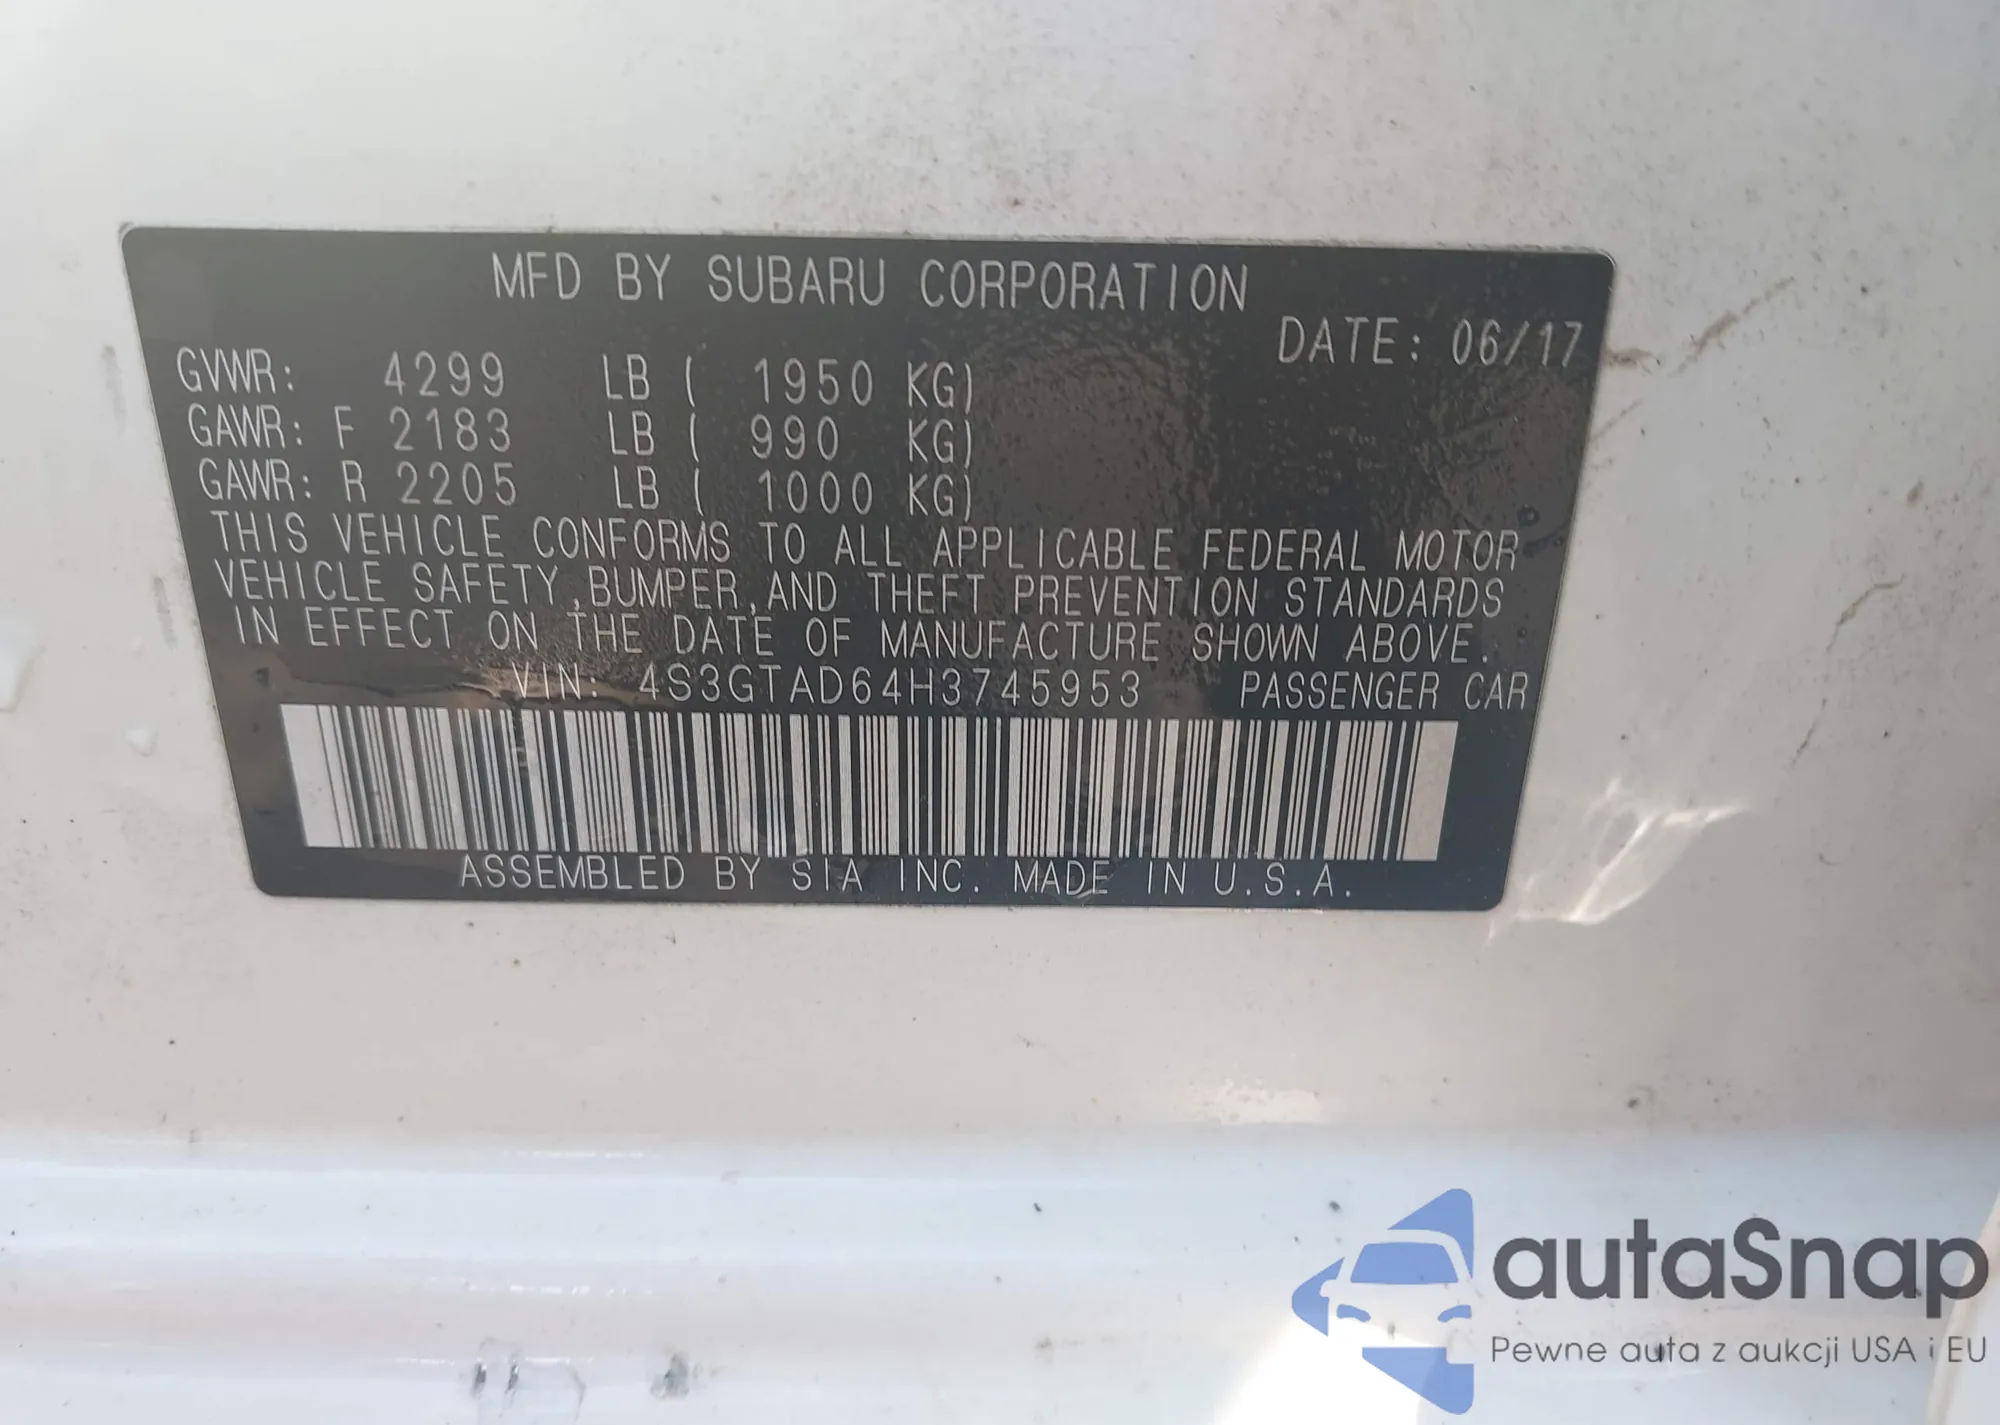 MFD BY SUBARU CORPORATION
DATE: 06/17
GVWR: 4299 LB ( 1950 KG)
GAWR: F 2183 LB ( 990 KG)
GAWR: R 2205 LB ( 1000 KG)
THIS VEHICLE CONFORMS TO ALL APPLICABLE FEDERAL MOTOR
VEHICLE SAFETY,BUMPER,AND THEFT PREVENTION STANDARDS
IN EFFECT ON THE DATE OF MANUFACTURE SHOWN ABOVE.
VIN: 4S3GTAD64H3745953 PASSENGER CAR
ASSEMBLED BY SIA INC. MADE IN U.S.A.
autaSnap
Pewne auta z aukcji USA i EU